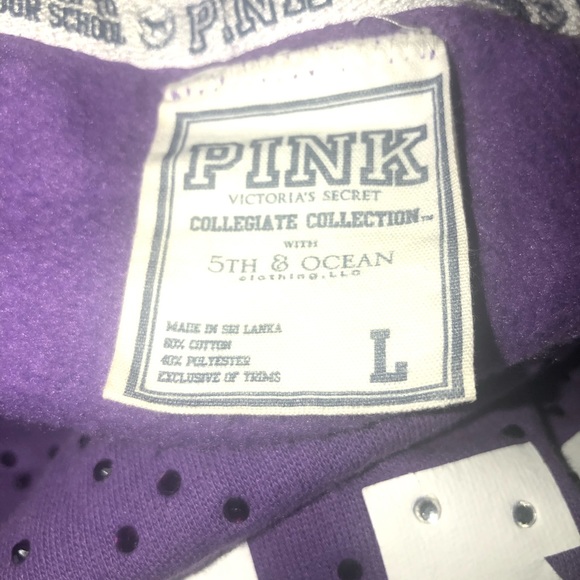 OUR SCHOOL PINK
PINK
VICTORIA'S SECRET
COLLEGIATE COLLECTION™
WITH
5TH & OCEAN
clothing, LLC
MADE IN SRI LANKA
60% COTTON
40% POLYESTER
EXCLUSIVE OF TRIMS
L